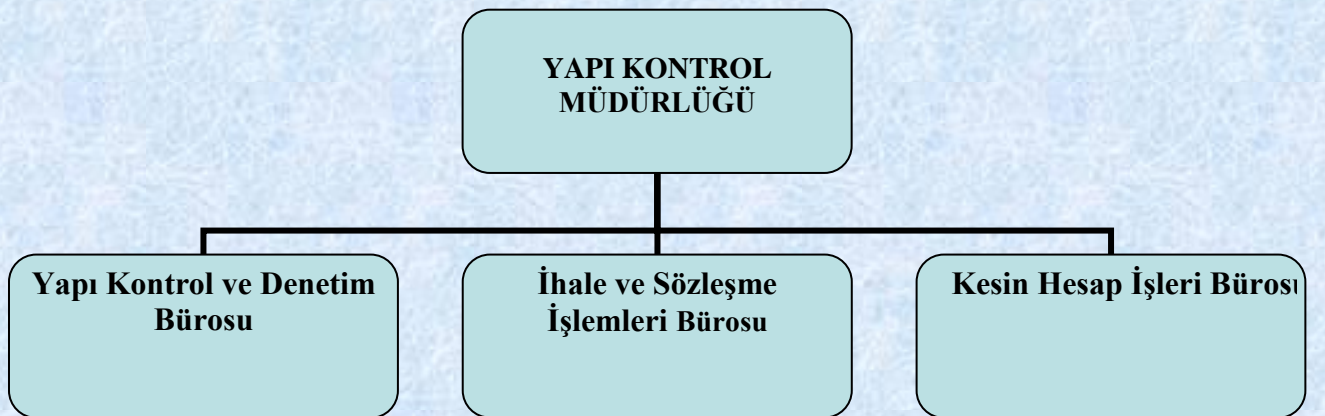 YAPI KONTROL
MÜDÜRLÜĞÜ
Yapı Kontrol ve Denetim
Bürosu
İhale ve Sözleşme
İşlemleri Bürosu
Kesin Hesap İşleri Bürosu